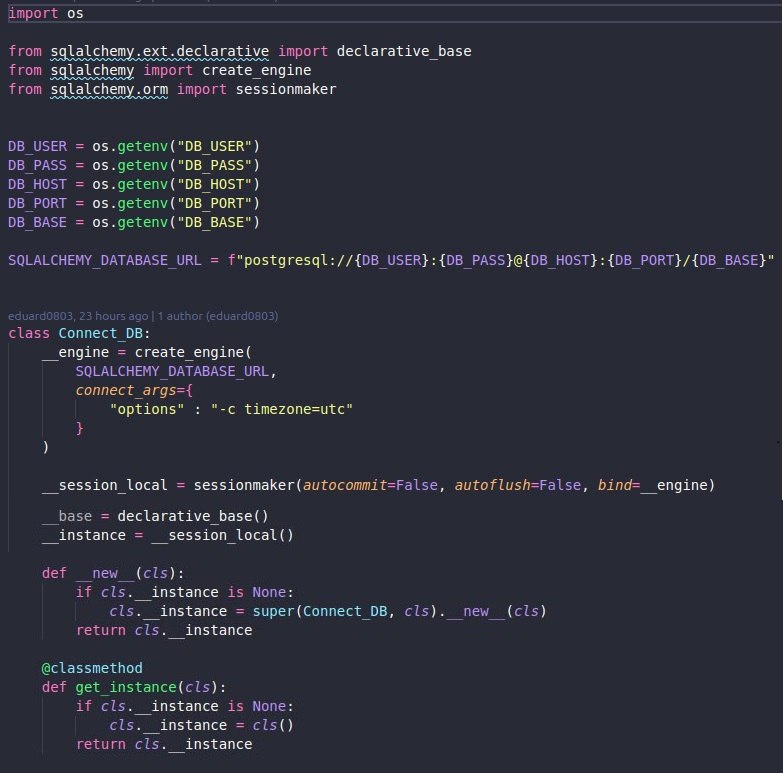 import os
from sqlalchemy.ext.declarative import declarative_base
from sqlalchemy import create_engine
from sqlalchemy.orm import sessionmaker
DB_USER = os.getenv("DB_USER")
DB_PASS = os.getenv("DB_PASS")
DB_HOST = os.getenv("DB_HOST")
DB_PORT = os.getenv("DB_PORT")
DB_BASE = os.getenv("DB_BASE")
SQLALCHEMY_DATABASE_URL = f"postgresql://{DB_USER}:{DB_PASS}@{DB_HOST}:{DB_PORT}/{DB_BASE}"
eduard0803, 23 hours ago | 1 author (eduard0803)
class Connect_DB:
    __engine = create_engine(
        SQLALCHEMY_DATABASE_URL,
        connect_args={
            "options" : "-c timezone=utc"
        }
    )
    __session_local = sessionmaker(autocommit=False, autoflush=False, bind=__engine)
    __base = declarative_base()
    __instance = __session_local()
    def __new__(cls):
        if cls.__instance is None:
            cls.__instance = super(Connect_DB, cls).__new__(cls)
        return cls.__instance
    @classmethod
    def get_instance(cls):
        if cls.__instance is None:
            cls.__instance = cls()
        return cls.__instance